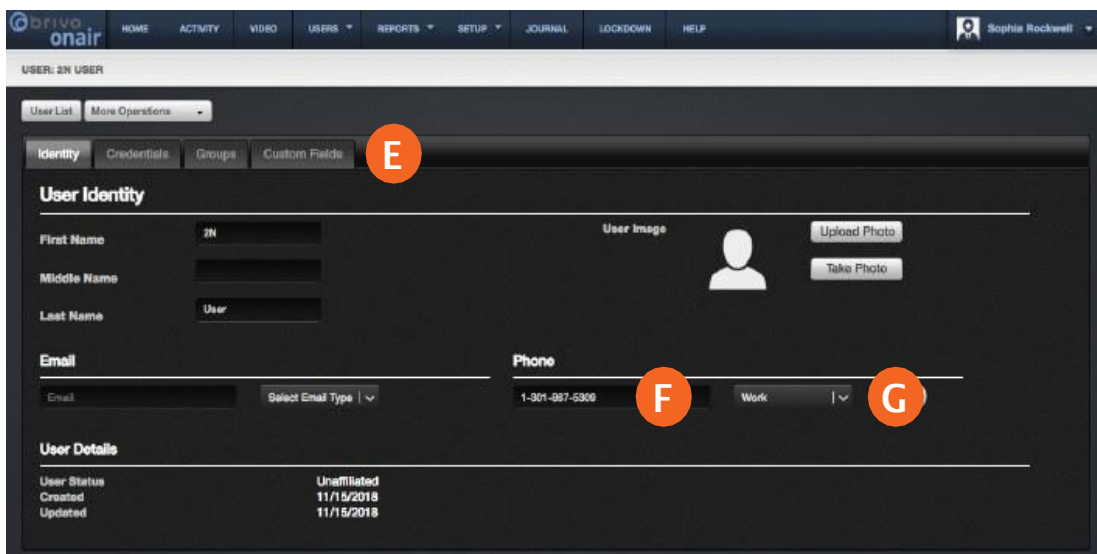 brivo onair HOME ACTIVITY VIDEO USERS REPORTS SETUP JOURNAL LOCKDOWN HELP Sophie Rockwell
USER: 2N USER
User List More Operations
Identity Credentials Groups Custom Fields E
User Identity
First Name 2N User Image Upload Photo
Middle Name Take Photo
Last Name User
Email Phone
Email Select Email Type 1-301-987-5309 F Work G
User Details
User Status Unaffiliated
Created 11/15/2018
Updated 11/15/2018